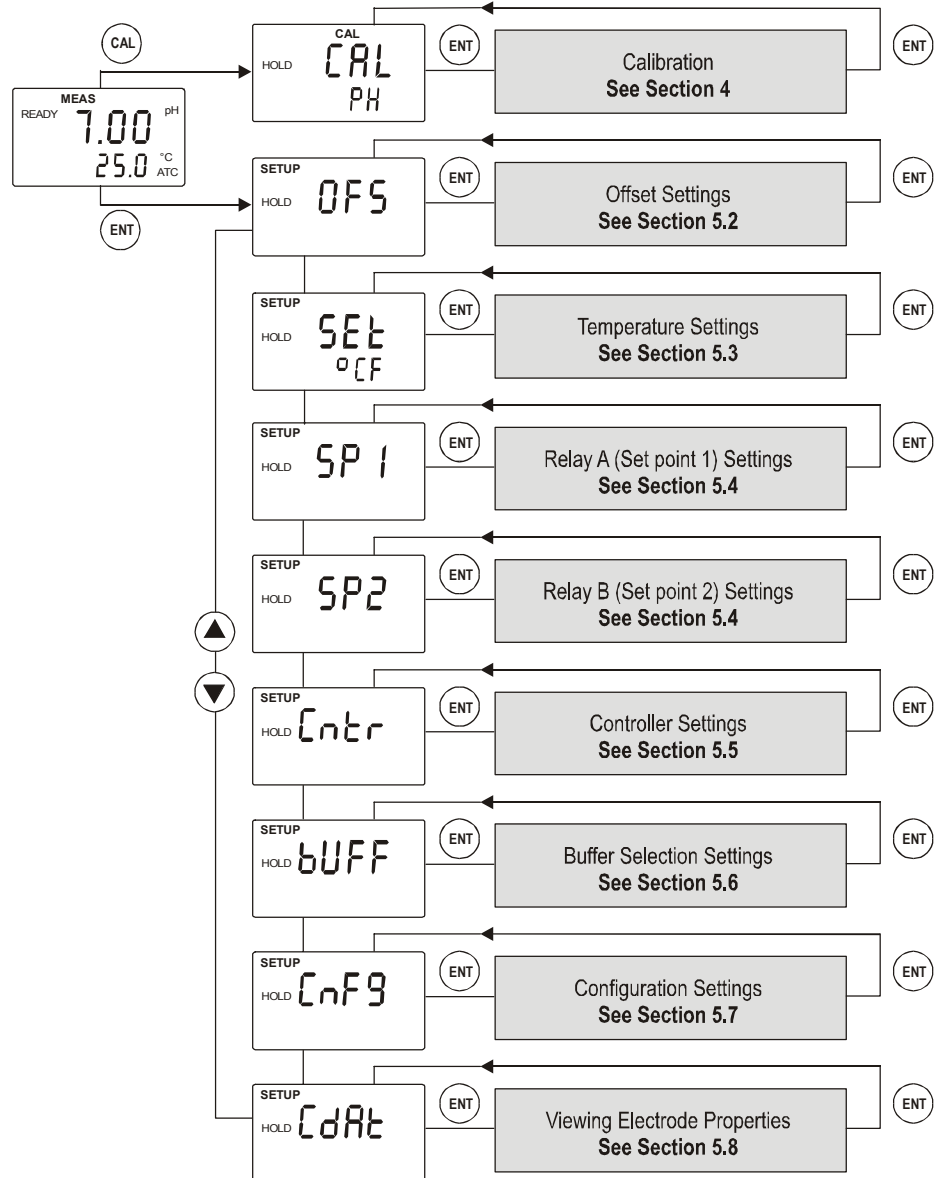 CAL
MEAS
READY 7.00 pH
25.0 °C
ATC
ENT
CAL
HOLD CAL
PH
ENT
Calibration
See Section 4
ENT
SETUP
HOLD OFS
ENT
Offset Settings
See Section 5.2
ENT
SETUP
HOLD SEt
°CF
ENT
Temperature Settings
See Section 5.3
ENT
SETUP
HOLD SP1
ENT
Relay A (Set point 1) Settings
See Section 5.4
ENT
SETUP
HOLD SP2
ENT
Relay B (Set point 2) Settings
See Section 5.4
ENT
SETUP
HOLD Cntr
ENT
Controller Settings
See Section 5.5
ENT
SETUP
HOLD bUFF
ENT
Buffer Selection Settings
See Section 5.6
ENT
SETUP
HOLD CnF9
ENT
Configuration Settings
See Section 5.7
ENT
SETUP
HOLD CdAt
ENT
Viewing Electrode Properties
See Section 5.8
ENT